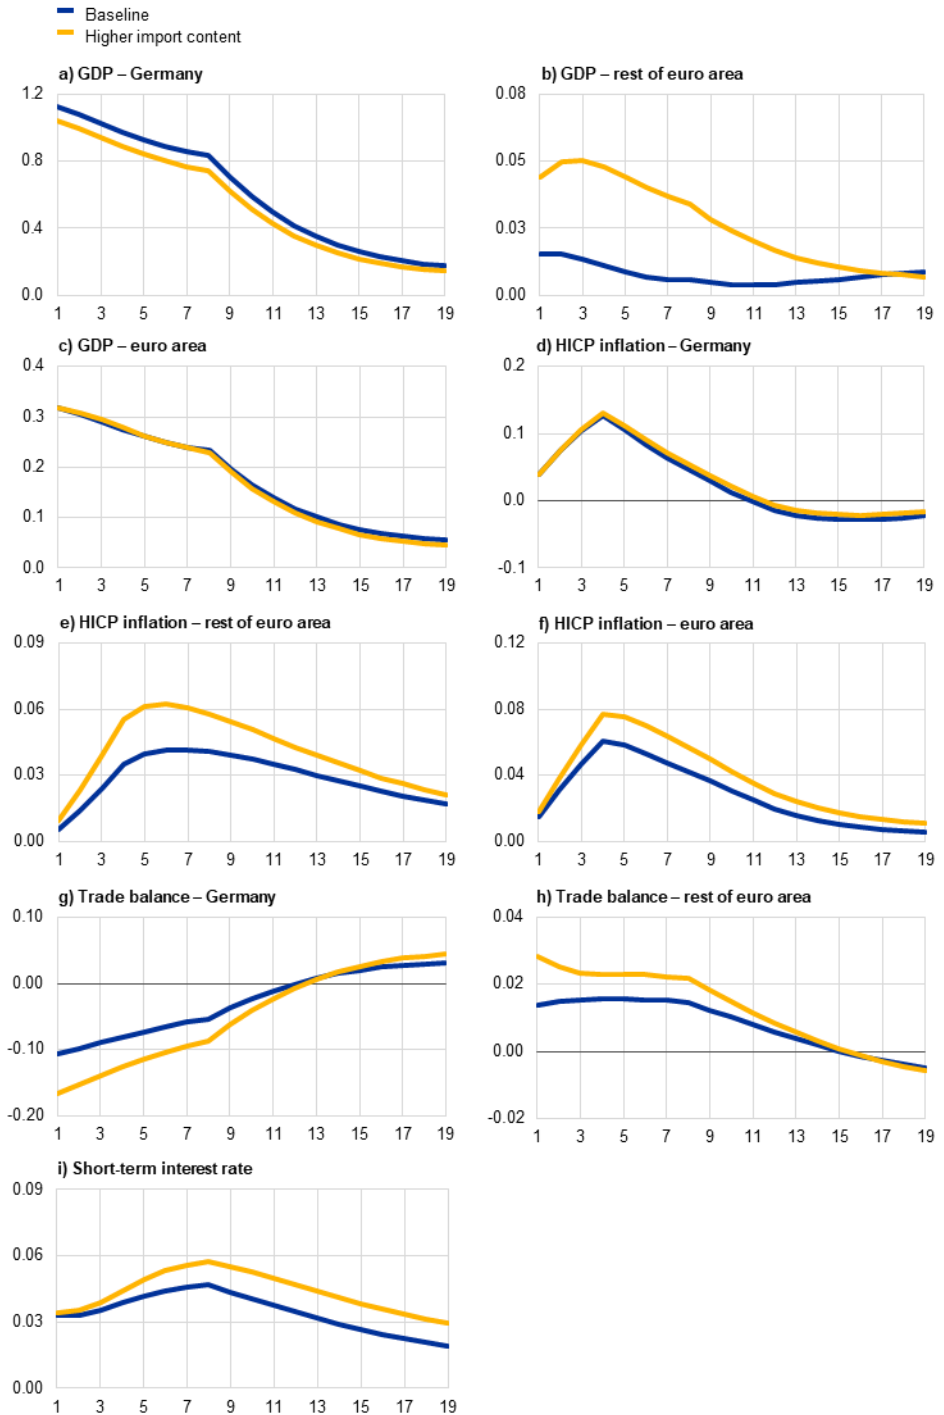 Baseline
Higher import content
a) GDP – Germany
b) GDP – rest of euro area
1.2
0.8
0.4
0.0
1 3 5 7 9 11 13 15 17 19
0.08
0.05
0.03
0.00
1 3 5 7 9 11 13 15 17 19
c) GDP – euro area
d) HICP inflation – Germany
0.4
0.3
0.2
0.1
0.0
1 3 5 7 9 11 13 15 17 19
0.2
0.1
0.0
-0.1
1 3 5 7 9 11 13 15 17 19
e) HICP inflation – rest of euro area
f) HICP inflation – euro area
0.09
0.06
0.03
0.00
1 3 5 7 9 11 13 15 17 19
0.12
0.08
0.04
0.00
1 3 5 7 9 11 13 15 17 19
g) Trade balance – Germany
h) Trade balance – rest of euro area
0.10
0.00
-0.10
-0.20
1 3 5 7 9 11 13 15 17 19
0.04
0.02
0.00
-0.02
1 3 5 7 9 11 13 15 17 19
i) Short-term interest rate
0.09
0.06
0.03
0.00
1 3 5 7 9 11 13 15 17 19